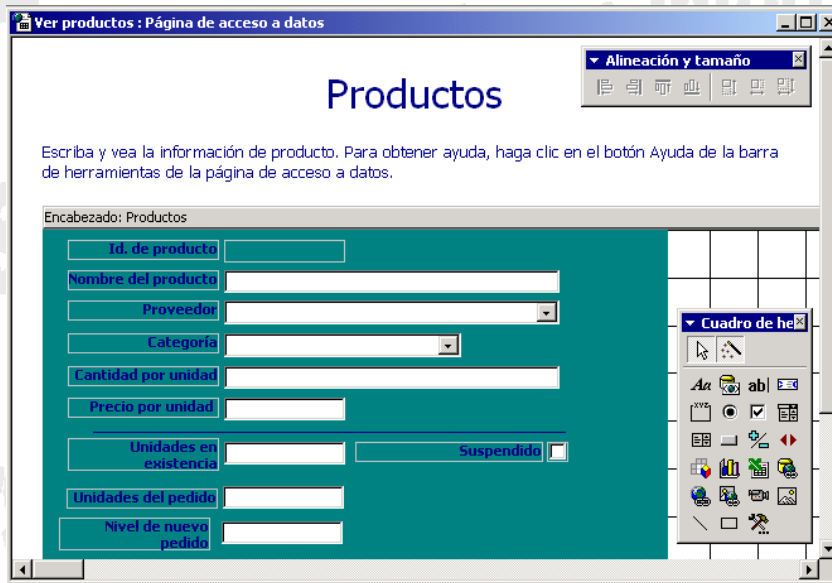 Ver productos : Página de acceso a datos
Alineación y tamaño
Productos
Escriba y vea la información de producto. Para obtener ayuda, haga clic en el botón Ayuda de la barra
de herramientas de la página de acceso a datos.
Encabezado: Productos
Id. de producto
Nombre del producto
Proveedor
Cuadro de he
Categoría
Aa
ab|
Cantidad por unidad
XYZ
Precio por unidad
Unidades en
existencia
Suspendido
Unidades del pedido
Nivel de nuevo
pedido